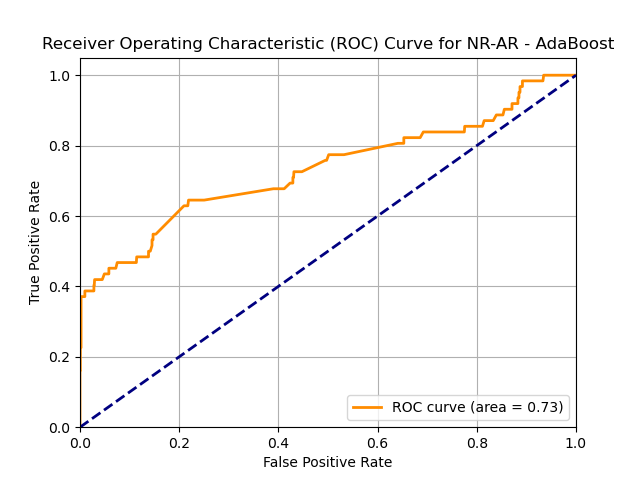 Receiver Operating Characteristic (ROC) Curve for NR-AR - AdaBoost
1.0
0.8
0.6
0.4
0.2
0.0
True Positive Rate
ROC curve (area = 0.73)
0.0 0.2 0.4 0.6 0.8 1.0
False Positive Rate